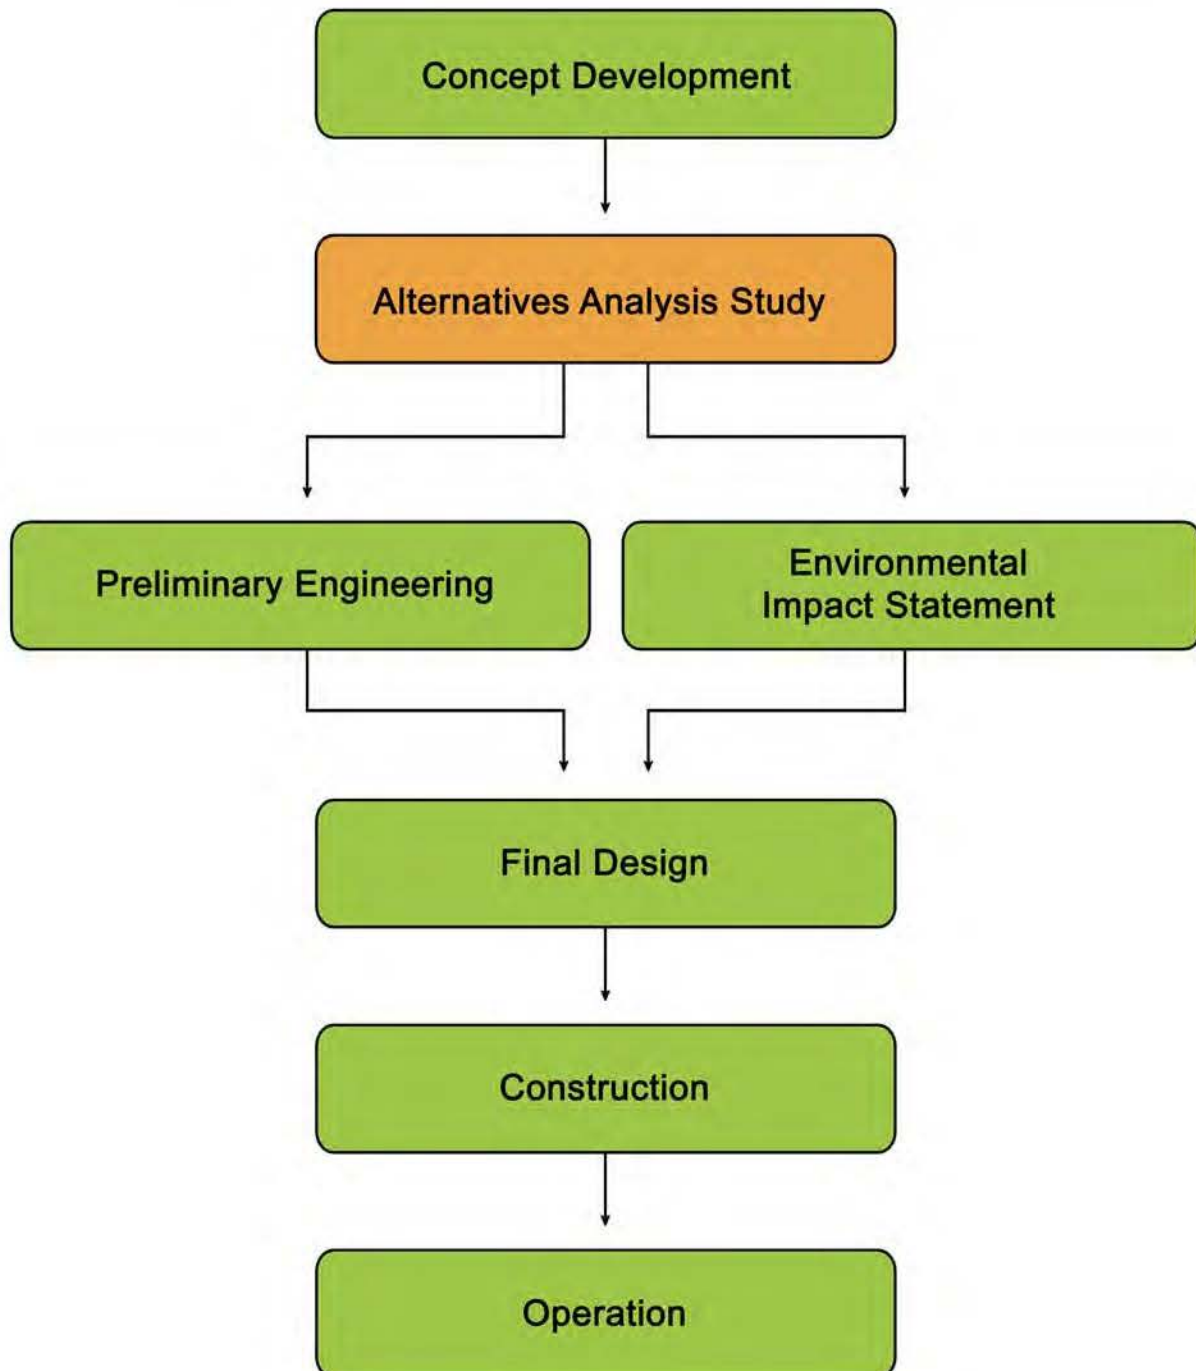 Concept Development
Alternatives Analysis Study
Preliminary Engineering
Environmental
Impact Statement
Final Design
Construction
Operation